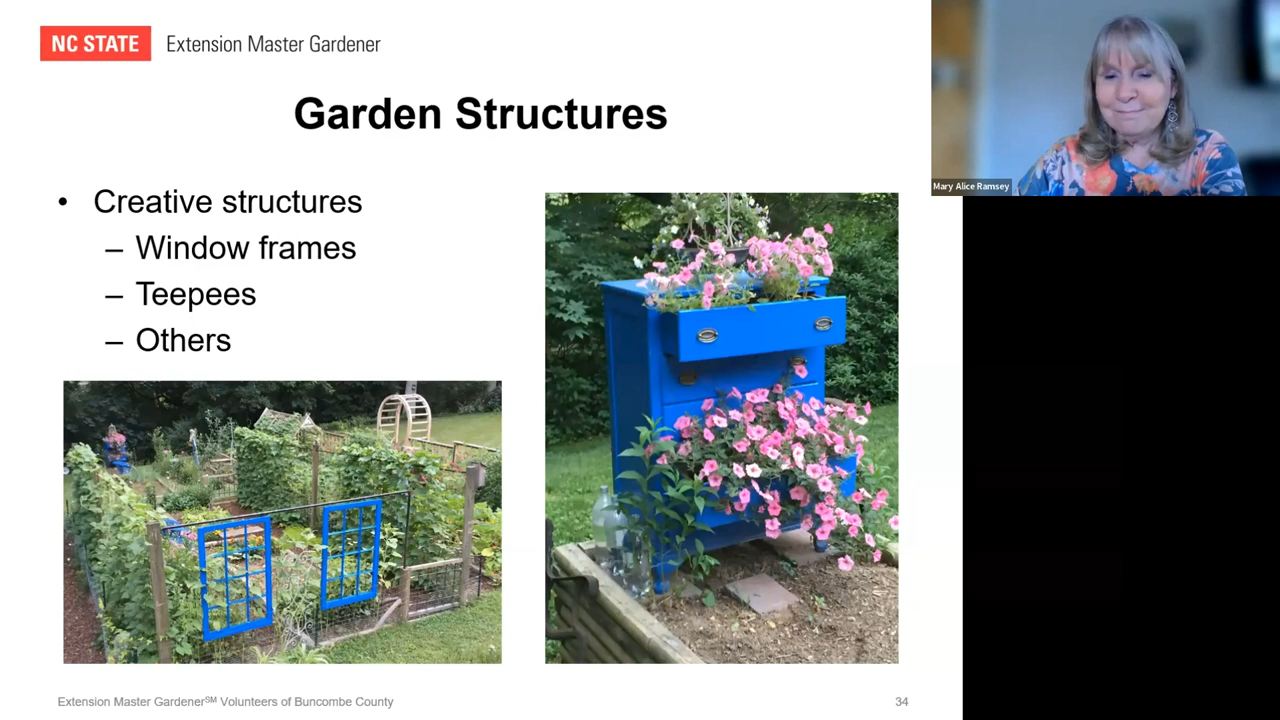 NC STATE Extension Master Gardener
Garden Structures
• Creative structures
– Window frames
– Teepees
– Others
Extension Master Gardener℠ Volunteers of Buncombe County
34
Mary Alice Ramsey